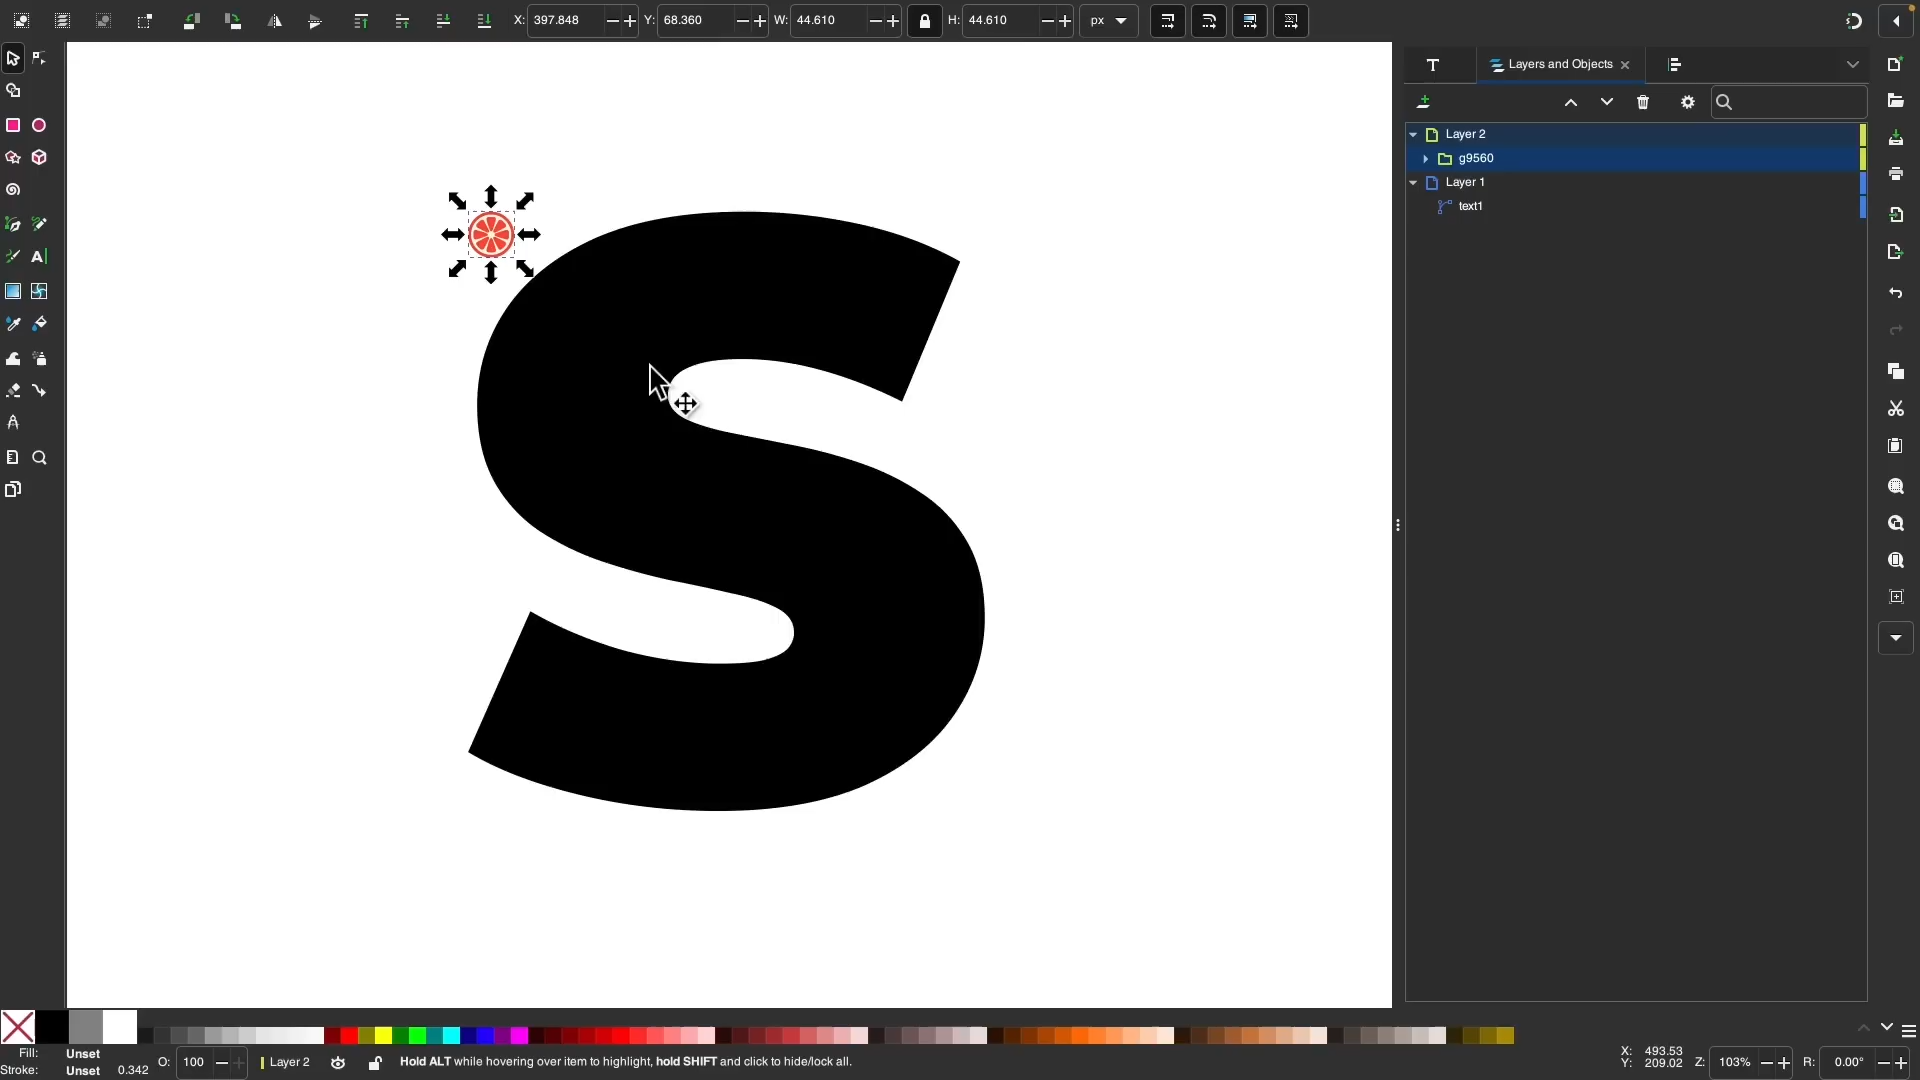 X: 397.848 Y: 68.360 W: 44.610 H: 44.610 px
Layers and Objects
Layer 2
g9560
Layer 1
text1
S
Fill: Unset
Stroke: Unset 0.342
O: 100
Layer 2
Hold ALT while hovering over item to highlight, hold SHIFT and click to hide/lock all.
X: 493.53
Y: 209.02
Z: 103%
R: 0.00°